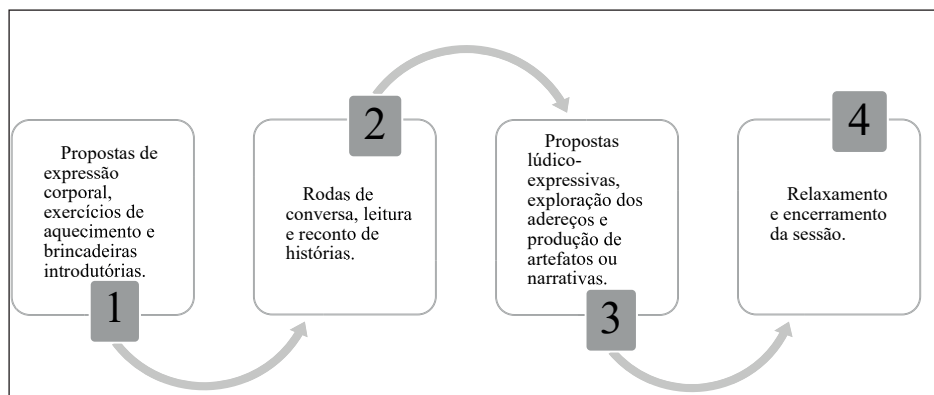 Propostas de
expressão
corporal,
exercícios de
aquecimento e
brincadeiras
introdutórias.
1
2
Rodas de
conversa, leitura
e reconto de
histórias.
Propostas
lúdico-
expressivas,
exploração dos
adereços e
produção de
artefatos ou
narrativas.
3
4
Relaxamento
e encerramento
da sessão.